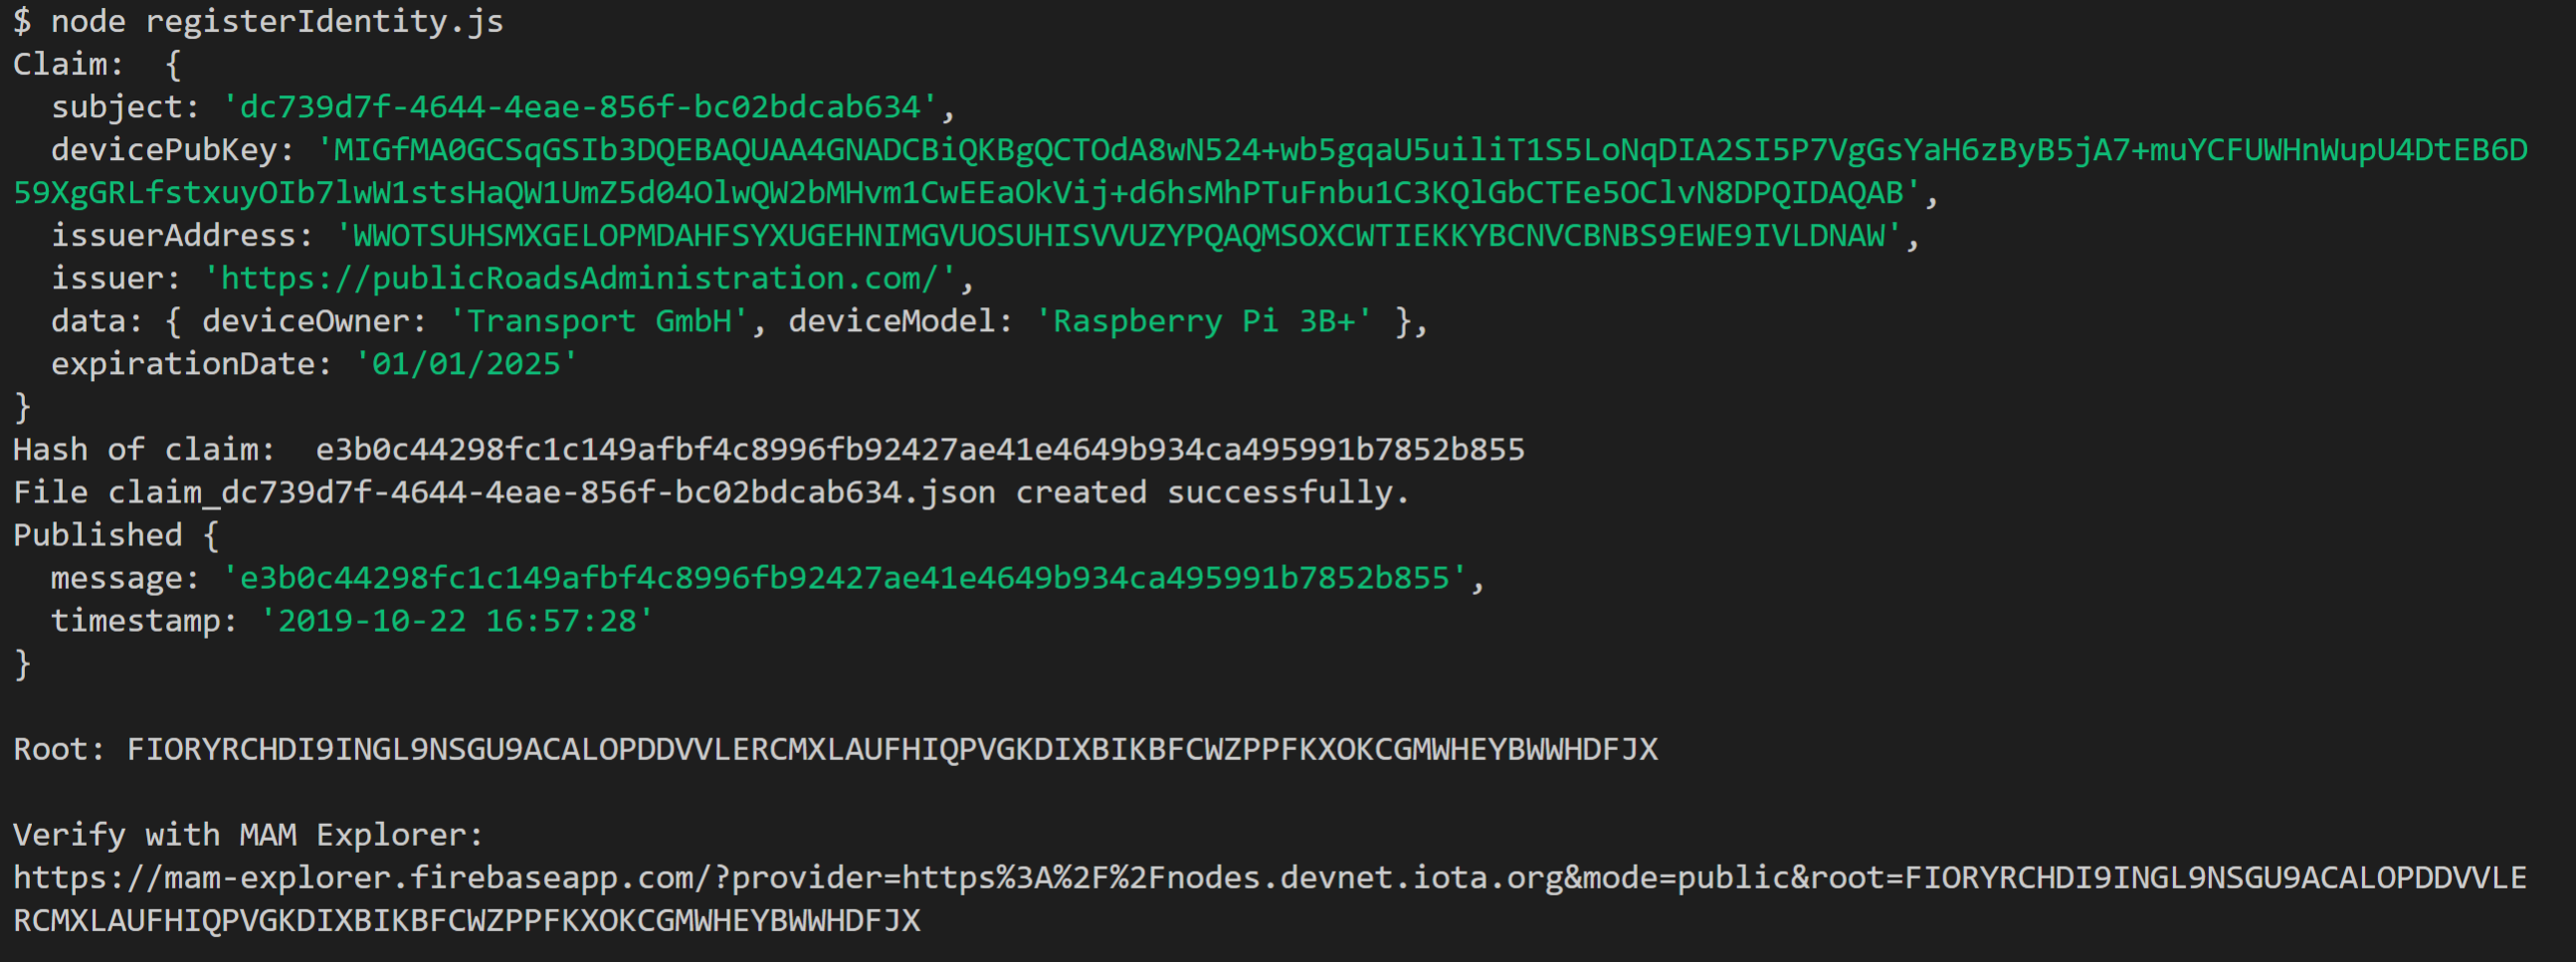 $ node registerIdentity.js
Claim:  {
  subject: 'dc739d7f-4644-4eae-856f-bc02bdcab634',
  devicePubKey: 'MIGfMA0GCSqGSIb3DQEBAQUAA4GNADCBiQKBgQCTOdA8wN524+wb5gqaU5uiliT1S5LoNqDIA2SI5P7VgGsYaH6zByB5jA7+muYCFUWHnWupU4DtEB6D
59XgGRLfstxuyOIb7lwW1stsHaQW1UmZ5d04OlwQW2bMHvm1CwEEaOkVij+d6hsMhPTuFnbu1C3KQlGbCTEe5OClvN8DPQIDAQAB',
  issuerAddress: 'WWOTSUHSMXGELOPMDAHFSYXUGEHNIMGVUOSUHISVVUZYPQAQMSOXCWTIEKKYBCNVCBNBS9EWE9IVLDNAW',
  issuer: 'https://publicRoadsAdministration.com/',
  data: { deviceOwner: 'Transport GmbH', deviceModel: 'Raspberry Pi 3B+' },
  expirationDate: '01/01/2025'
}
Hash of claim:  e3b0c44298fc1c149afbf4c8996fb92427ae41e4649b934ca495991b7852b855
File claim_dc739d7f-4644-4eae-856f-bc02bdcab634.json created successfully.
Published {
  message: 'e3b0c44298fc1c149afbf4c8996fb92427ae41e4649b934ca495991b7852b855',
  timestamp: '2019-10-22 16:57:28'
}
Root: FIORYRCHDI9INGL9NSGU9ACALOPDDVVLERCMXLAUFHIQPVGKDIXBIKBFCWZPPFKXOKCGMWHEYBWWHDFJX
Verify with MAM Explorer:
https://mam-explorer.firebaseapp.com/?provider=https%3A%2F%2Fnodes.devnet.iota.org&mode=public&root=FIORYRCHDI9INGL9NSGU9ACALOPDDVVLE
RCMXLAUFHIQPVGKDIXBIKBFCWZPPFKXOKCGMWHEYBWWHDFJX